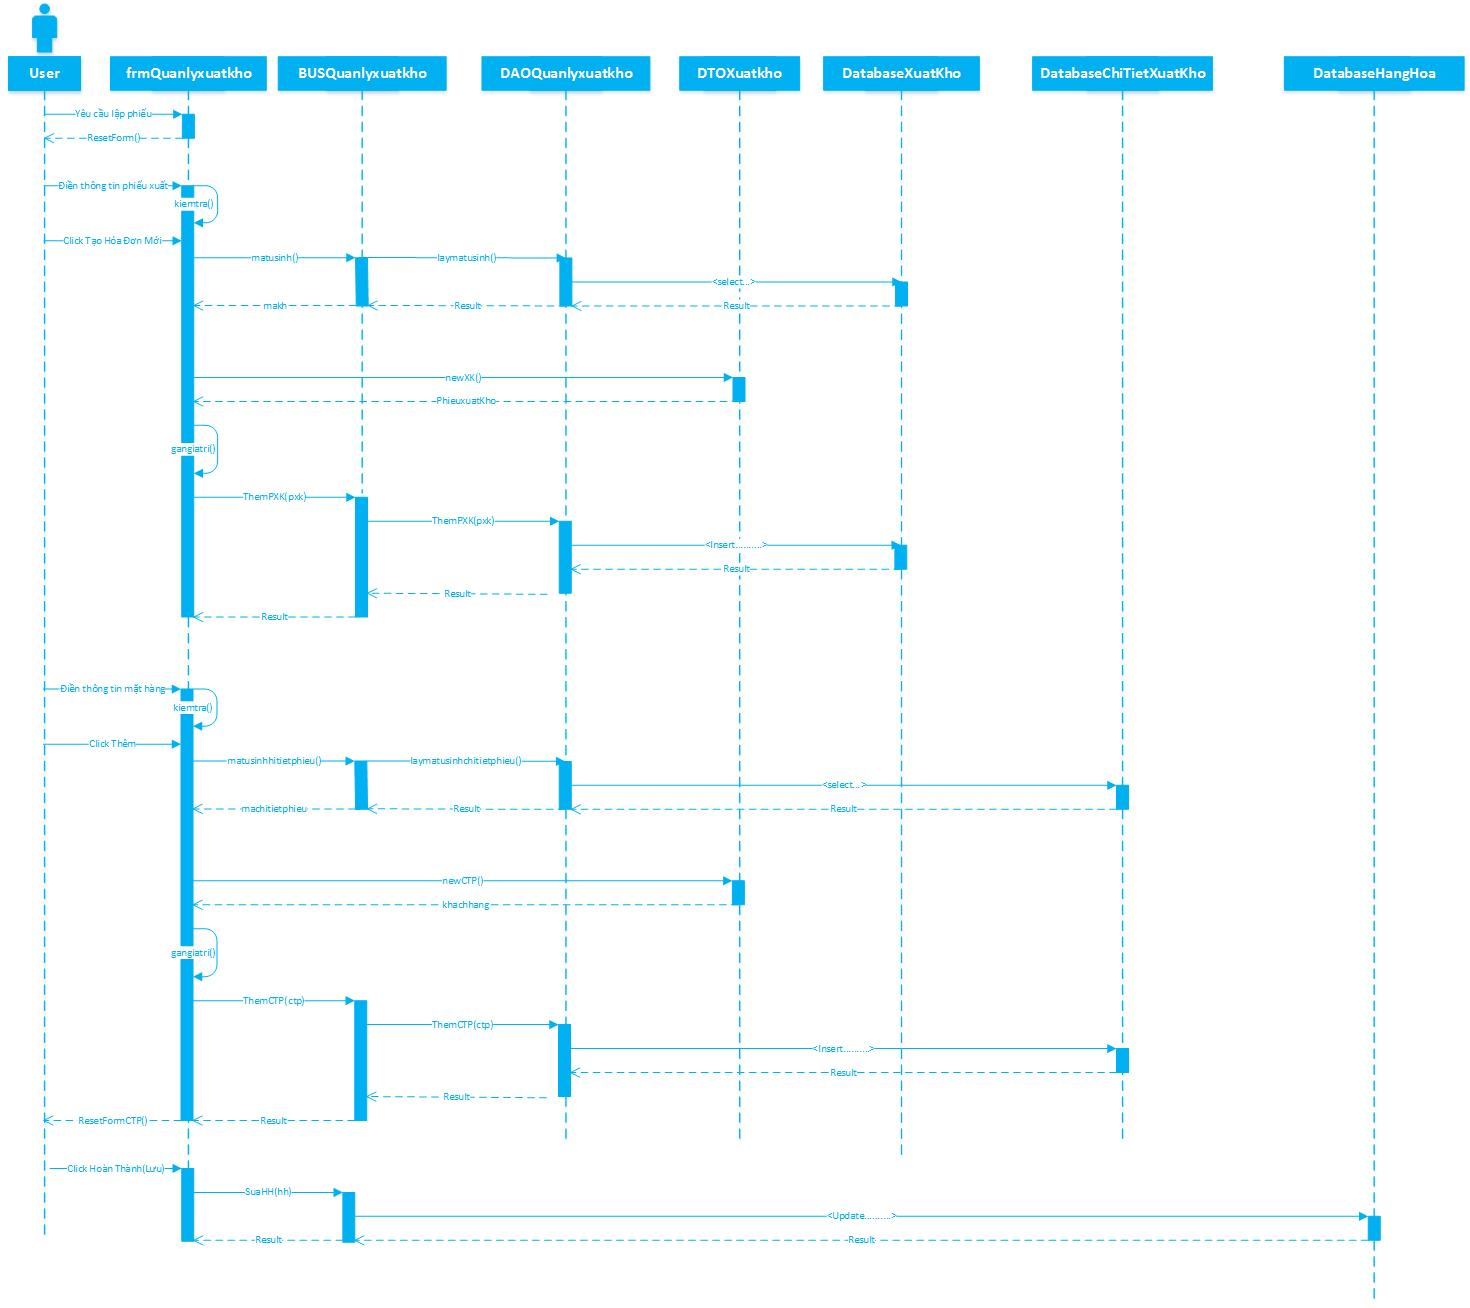 User
frmQuanlyxuatkho
BUSQuanlyxuatkho
DAOQuanlyxuatkho
DTOXuatkho
DatabaseXuatKho
DatabaseChiTietXuatKho
DatabaseHangHoa
Yêu cầu lập phiếu
ResetForm()
Điền thông tin phiếu xuất
kiemtra()
Click Tạo Hóa Đơn Mới
matusinh()
laymatusinh()
<select...>
makh
Result
Result
newXK()
PhieuxuatKho
gangiatri()
ThemPXK(pxk)
ThemPXK(pxk)
<Insert..........>
Result
Result
Result
Điền thông tin mặt hàng
kiemtra()
Click Thêm
matusinhhitietphieu()
laymatusinhchitietphieu()
<select...>
machitietphieu
Result
Result
newCTP()
khachhang
gangiatri()
ThemCTP(ctp)
ThemCTP(ctp)
<Insert..........>
Result
Result
ResetFormCTP()
Result
Click Hoàn Thành(Lưu)
SuaHH(hh)
<Update..........>
Result
Result